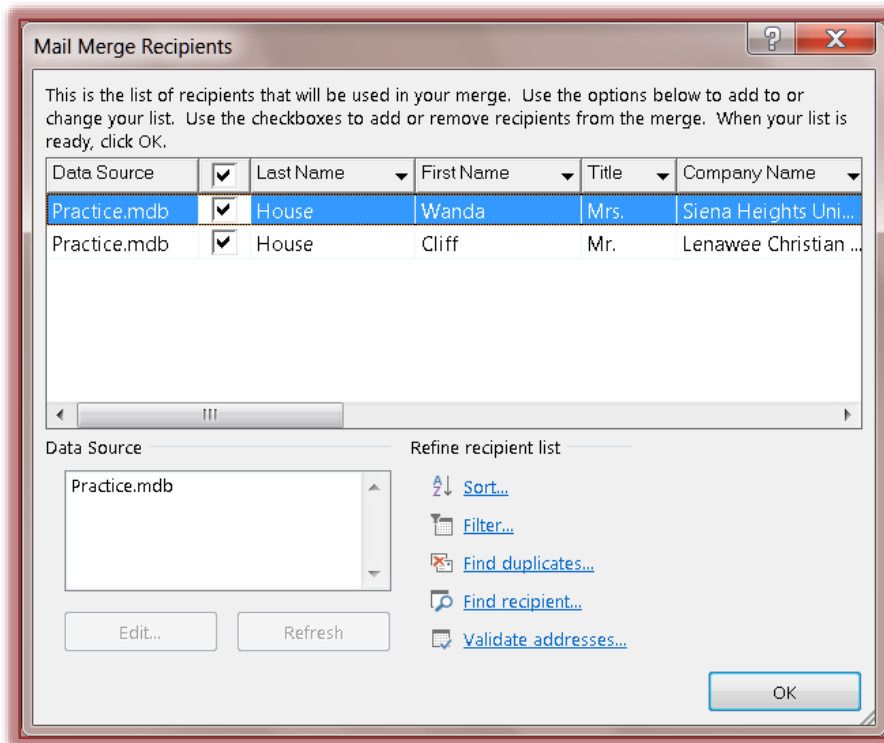 Mail Merge Recipients
This is the list of recipients that will be used in your merge. Use the options below to add to or
change your list. Use the checkboxes to add or remove recipients from the merge. When your list is
ready, click OK.
Data Source Last Name First Name Title Company Name
Practice.mdb House Wanda Mrs. Siena Heights Uni...
Practice.mdb House Cliff Mr. Lenawee Christian ...
Data Source Refine recipient list
Practice.mdb
Sort...
Filter...
Find duplicates...
Find recipient...
Edit... Refresh
Validate addresses...
OK